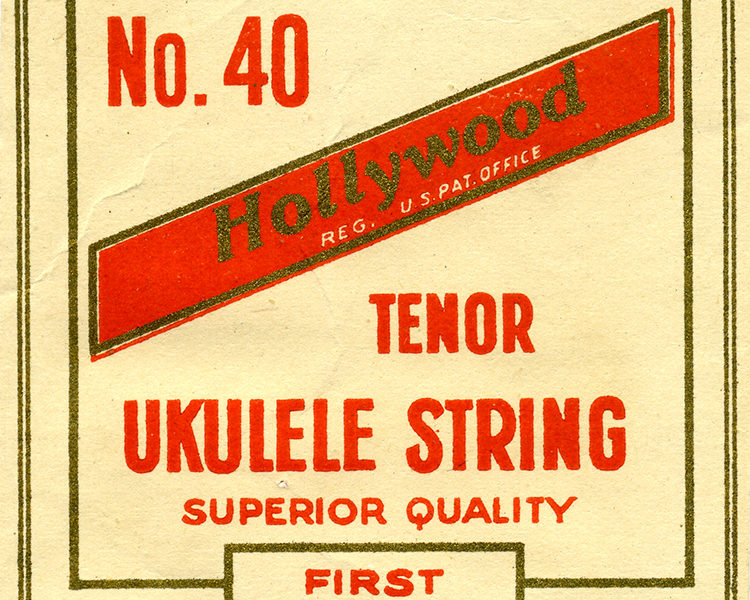 No. 40
Hollywood
REG. U.S. PAT. OFFICE
TENOR
UKULELE STRING
SUPERIOR QUALITY
FIRST